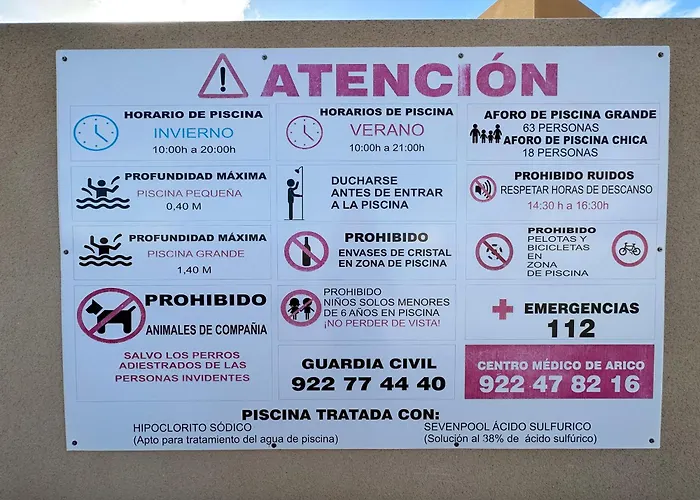 ATENCIÓN
HORARIO DE PISCINA
INVIERNO
10:00h a 20:00h
HORARIOS DE PISCINA
VERANO
10:00h a 21:00h
AFORO DE PISCINA GRANDE
63 PERSONAS
AFORO DE PISCINA CHICA
18 PERSONAS
PROFUNDIDAD MÁXIMA
PISCINA PEQUEÑA
0,40 M
DUCHARSE
ANTES DE ENTRAR
A LA PISCINA
PROHIBIDO RUIDOS
RESPETAR HORAS DE DESCANSO
14:30 h a 16:30h
PROFUNDIDAD MÁXIMA
PISCINA GRANDE
1,40 M
PROHIBIDO
ENVASES DE CRISTAL
EN ZONA DE PISCINA
PROHIBIDO
PELOTAS Y
BICICLETAS
EN
ZONA
DE PISCINA
PROHIBIDO
ANIMALES DE COMPAÑIA
SALVO LOS PERROS
ADIESTRADOS DE LAS
PERSONAS INVIDENTES
PROHIBIDO
NIÑOS SOLOS MENORES
DE 6 AÑOS EN PISCINA
¡NO PERDER DE VISTA!
EMERGENCIAS
112
GUARDIA CIVIL
922 77 44 40
CENTRO MÉDICO DE ARICO
922 47 82 16
PISCINA TRATADA CON:
HIPOCLORITO SÓDICO
(Apto para tratamiento del agua de piscina)
SEVENPOOL ÁCIDO SULFURICO
(Solución al 38% de ácido sulfúrico)